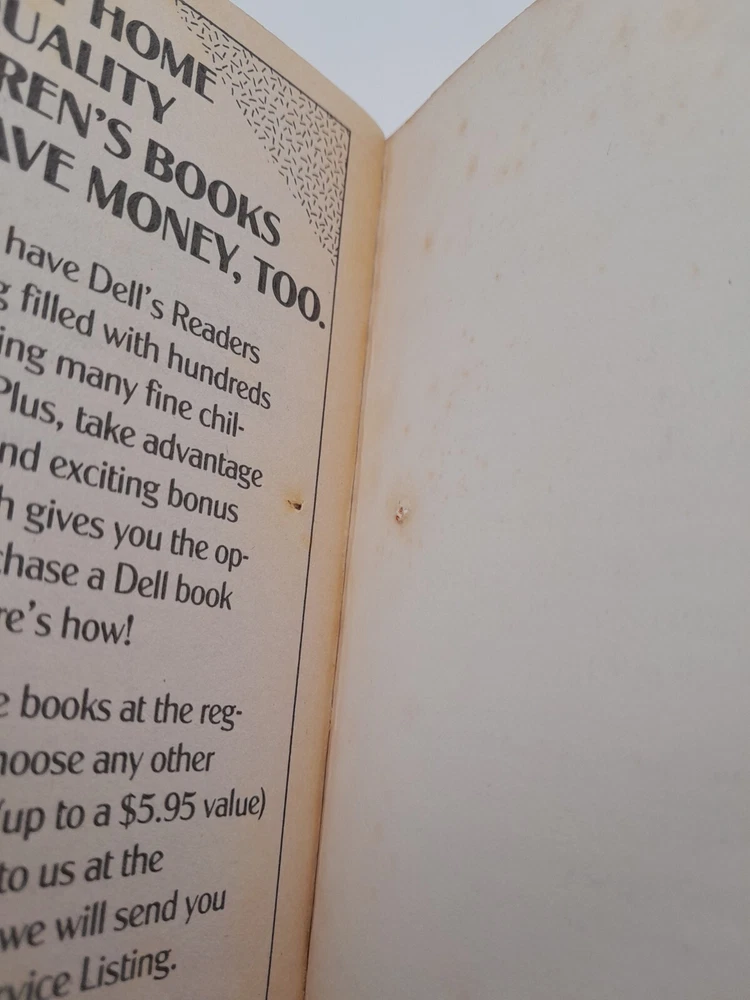 HOME
UALITY
REN'S BOOKS
AVE MONEY, TOO.
have Dell's Readers
g filled with hundreds
ing many fine chil-
Plus, take advantage
nd exciting bonus
h gives you the op-
chase a Dell book
re's how!
e books at the reg-
hoose any other
(up to a $5.95 value)
to us at the
we will send you
rvice Listing.